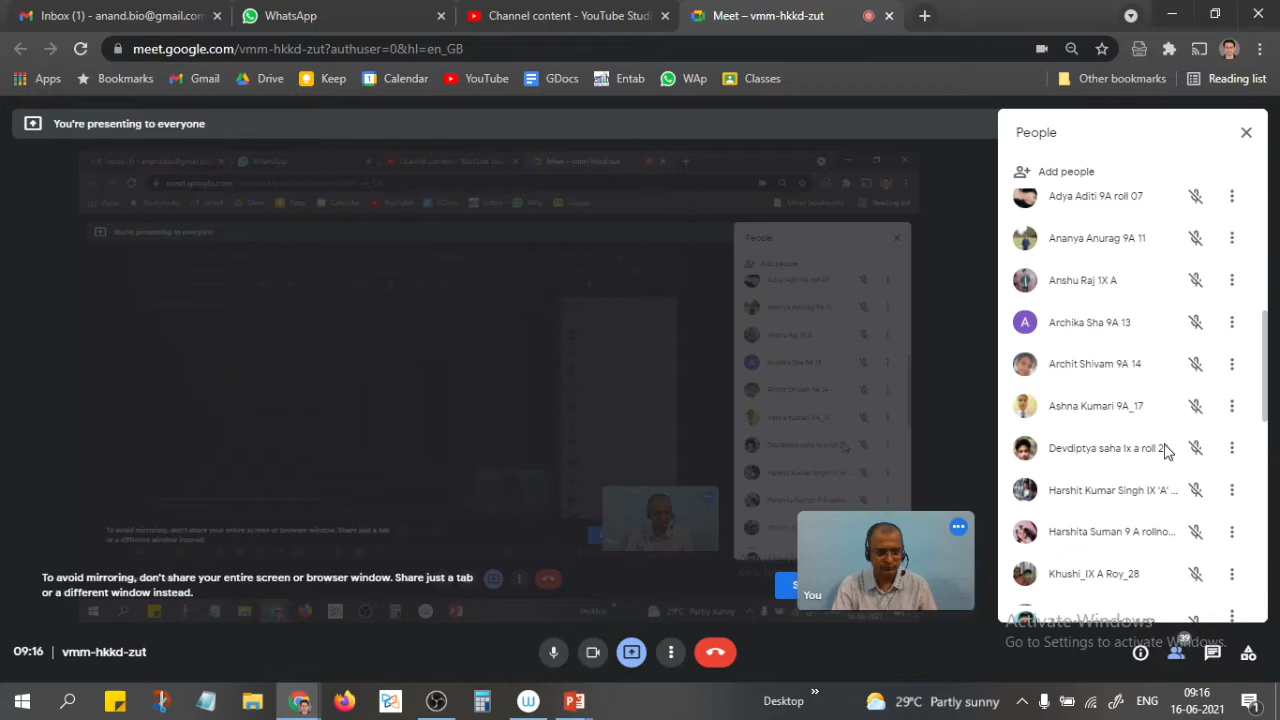 Inbox (1) - anand.bio@gmail.com
WhatsApp
Channel content - YouTube Studi
Meet – vmm-hkkd-zut
meet.google.com/vmm-hkkd-zut?authuser=0&hl=en_GB
Apps
Bookmarks
Gmail
Drive
Keep
Calendar
YouTube
GDocs
Entab
WAp
Classes
Other bookmarks
Reading list
You're presenting to everyone
People
Add people
Adya Aditi 9A roll 07
Ananya Anurag 9A 11
Anshu Raj 1X A
Archika Sha 9A 13
A
Archit Shivam 9A 14
Ashna Kumari 9A_17
Devdiptya saha Ix a roll 2
Harshit Kumar Singh IX 'A' ...
Harshita Suman 9 A rollno...
Khushi_IX A Roy_28
To avoid mirroring, don't share your entire screen or browser window. Share just a tab
or a different window instead.
You
Activate Windows
Go to Settings to activate Windows.
09:16 | vmm-hkkd-zut
39
Desktop
29°C Partly sunny
ENG
09:16
16-06-2021
1